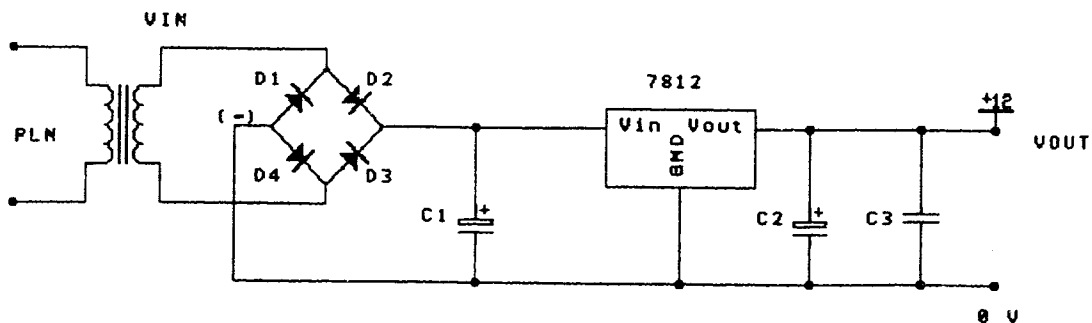 VIN
D1
D2
7812
+12
(-)
Vin
Vout
PLN
VOUT
GND
D4
D3
C1
C2
C3
+
+
0 V